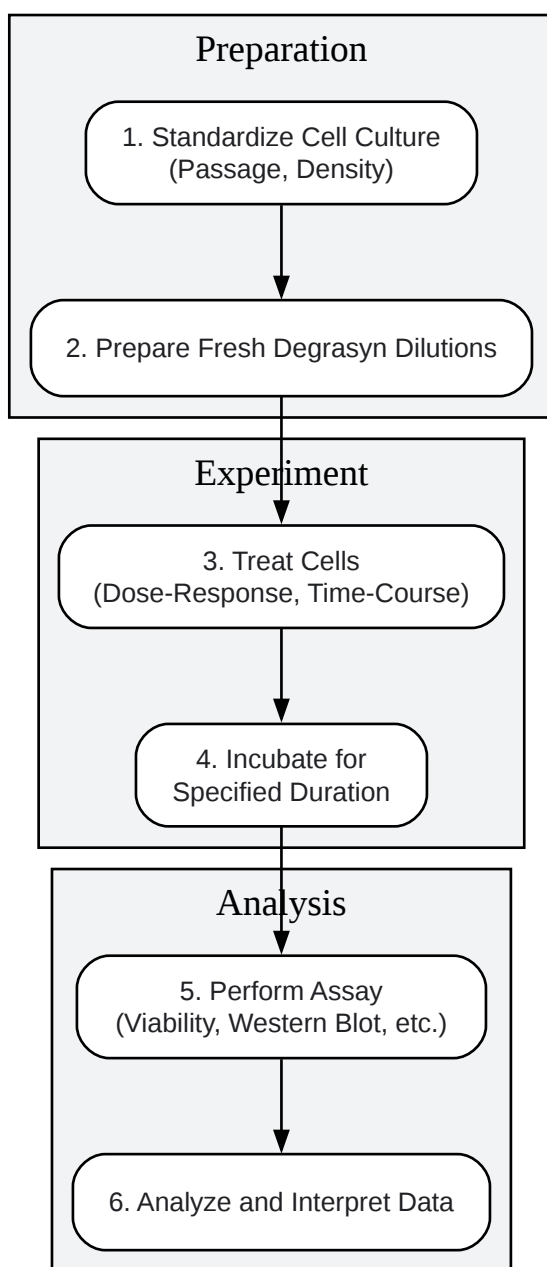 Preparation
1. Standardize Cell Culture
(Passage, Density)
2. Prepare Fresh Degrasyn Dilutions
Experiment
3. Treat Cells
(Dose-Response, Time-Course)
4. Incubate for
Specified Duration
Analysis
5. Perform Assay
(Viability, Western Blot, etc.)
6. Analyze and Interpret Data